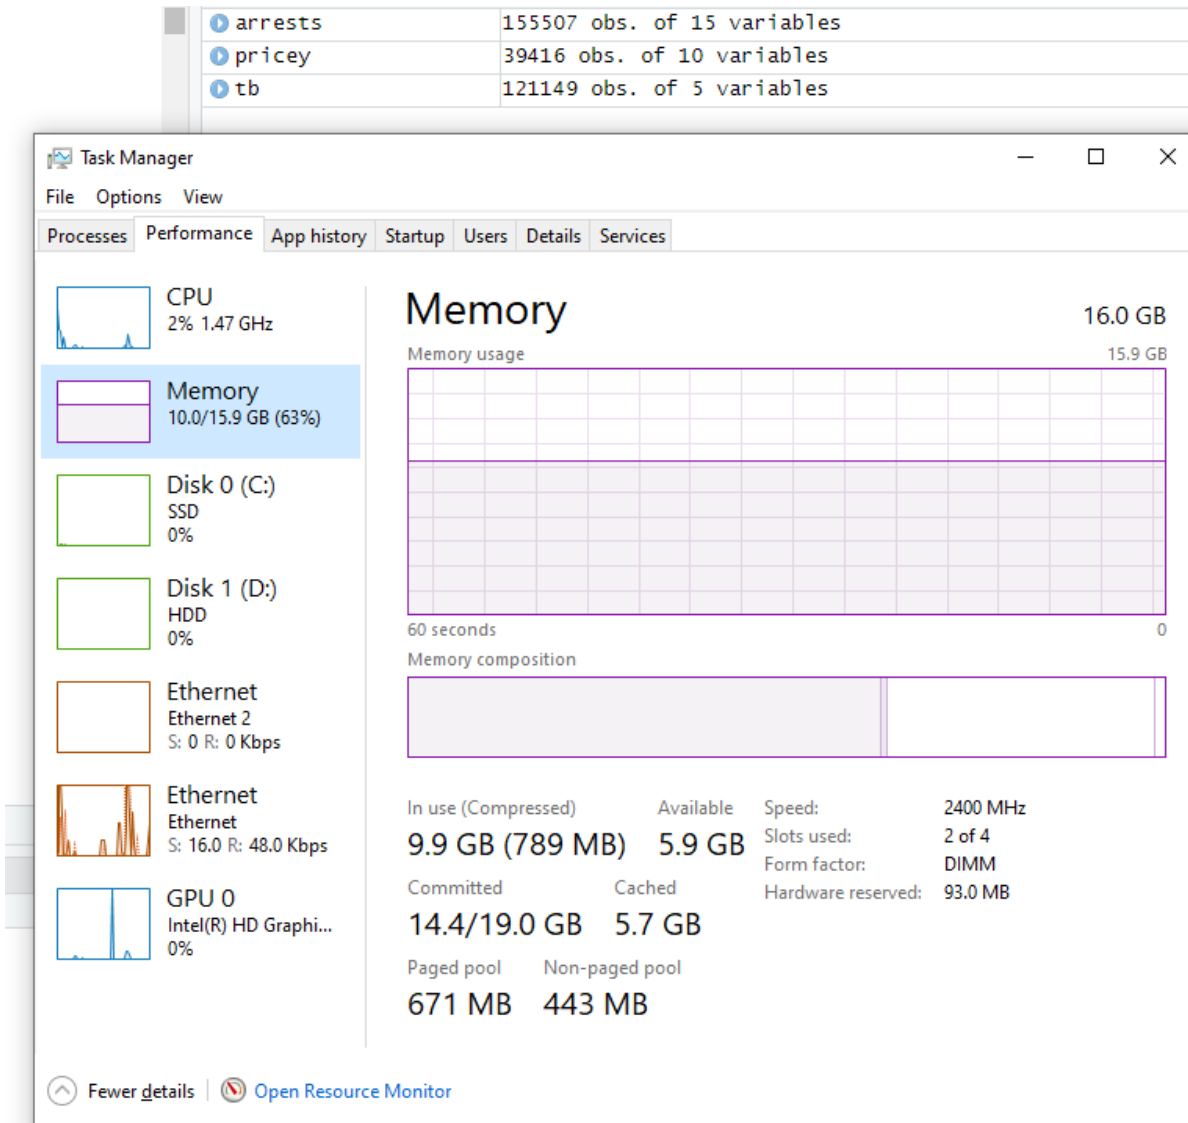 arrests 155507 obs. of 15 variables
pricey 39416 obs. of 10 variables
tb 121149 obs. of 5 variables
Task Manager
File Options View
Processes Performance App history Startup Users Details Services
CPU
2% 1.47 GHz
Memory
10.0/15.9 GB (63%)
Disk 0 (C:)
SSD
0%
Disk 1 (D:)
HDD
0%
Ethernet
Ethernet 2
S: 0 R: 0 Kbps
Ethernet
Ethernet
S: 16.0 R: 48.0 Kbps
GPU 0
Intel(R) HD Graphi...
0%
Memory 16.0 GB
Memory usage 15.9 GB
60 seconds 0
Memory composition
In use (Compressed) Available
9.9 GB (789 MB) 5.9 GB
Committed Cached
14.4/19.0 GB 5.7 GB
Paged pool Non-paged pool
671 MB 443 MB
Speed: 2400 MHz
Slots used: 2 of 4
Form factor: DIMM
Hardware reserved: 93.0 MB
Fewer details Open Resource Monitor